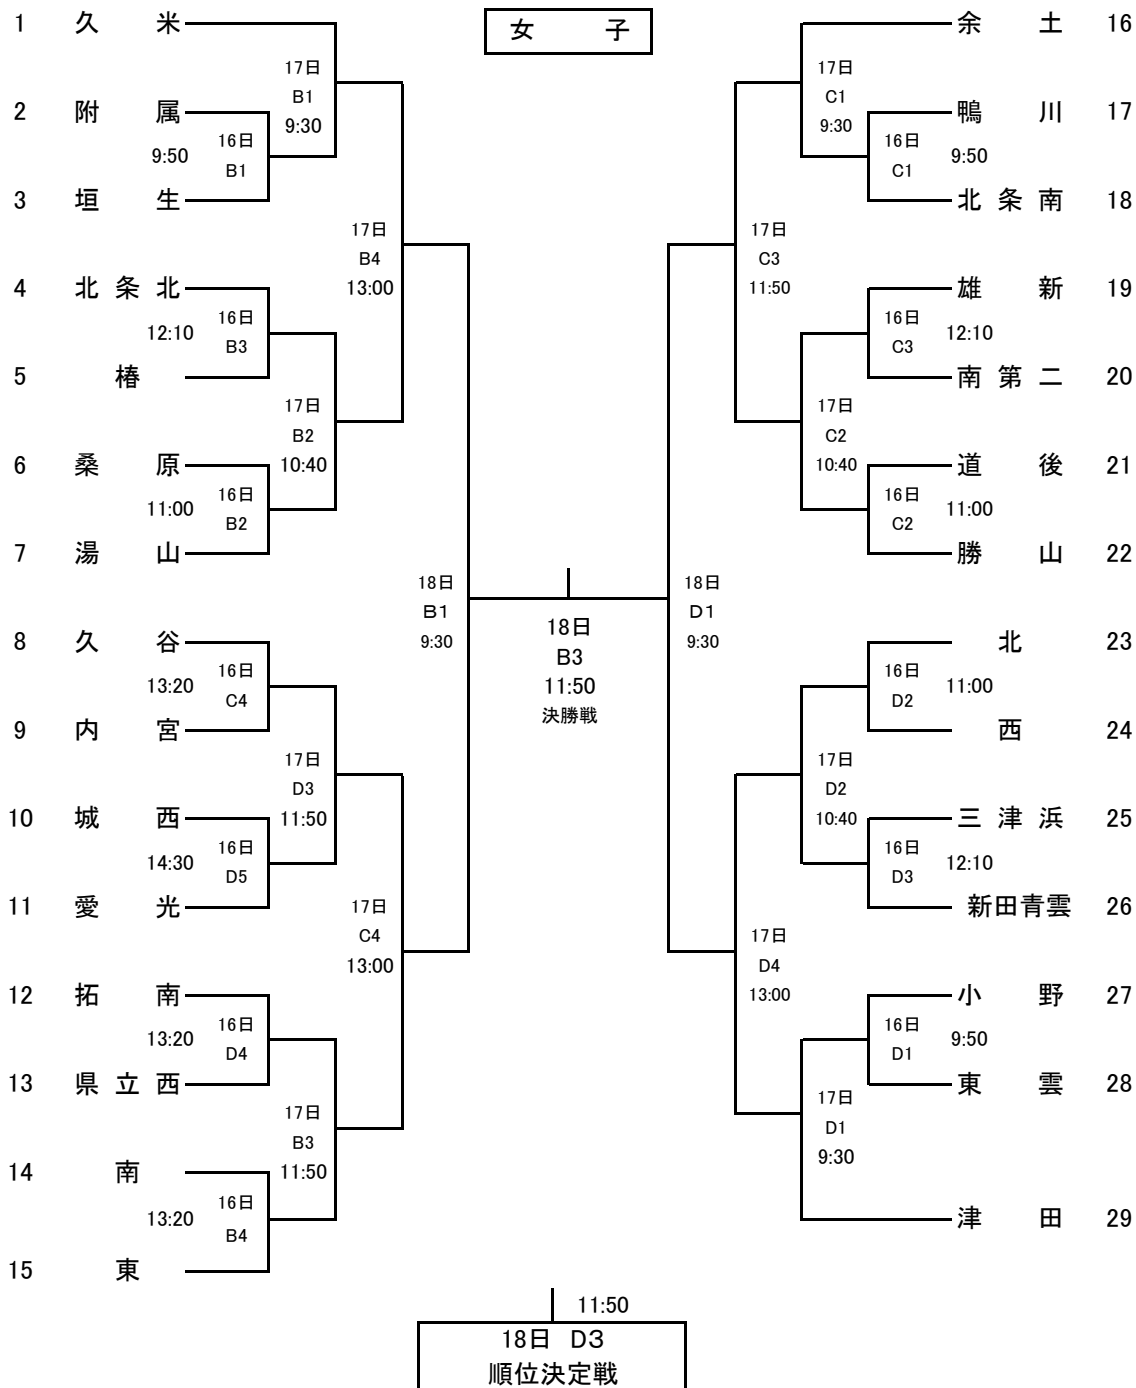 女 子
1 久 米
17日
B1
9:30
2 附 属
9:50
16日
B1
3 垣 生
17日
B4
13:00
4 北 条 北
12:10
16日
B3
5 椿
17日
B2
10:40
6 桑 原
11:00
16日
B2
7 湯 山
18日
B1
9:30
8 久 谷
13:20
16日
C4
9 内 宮
17日
D3
11:50
10 城 西
14:30
16日
D5
11 愛 光
17日
C4
13:00
12 拓 南
13:20
16日
D4
13 県 立 西
17日
B3
11:50
14 南
13:20
16日
B4
15 東
18日
B3
11:50
決勝戦
余 土 16
17日
C1
9:30
鴨 川 17
16日
C1
9:50
北 条 南 18
17日
C3
11:50
雄 新 19
16日
C3
12:10
南 第 二 20
17日
C2
10:40
道 後 21
16日
C2
11:00
勝 山 22
18日
D1
9:30
北 23
16日
D2
11:00
西 24
17日
D2
10:40
三 津 浜 25
16日
D3
12:10
新田青雲 26
17日
D4
13:00
小 野 27
16日
D1
9:50
東 雲 28
17日
D1
9:30
津 田 29
11:50
18日 D3
順位決定戦